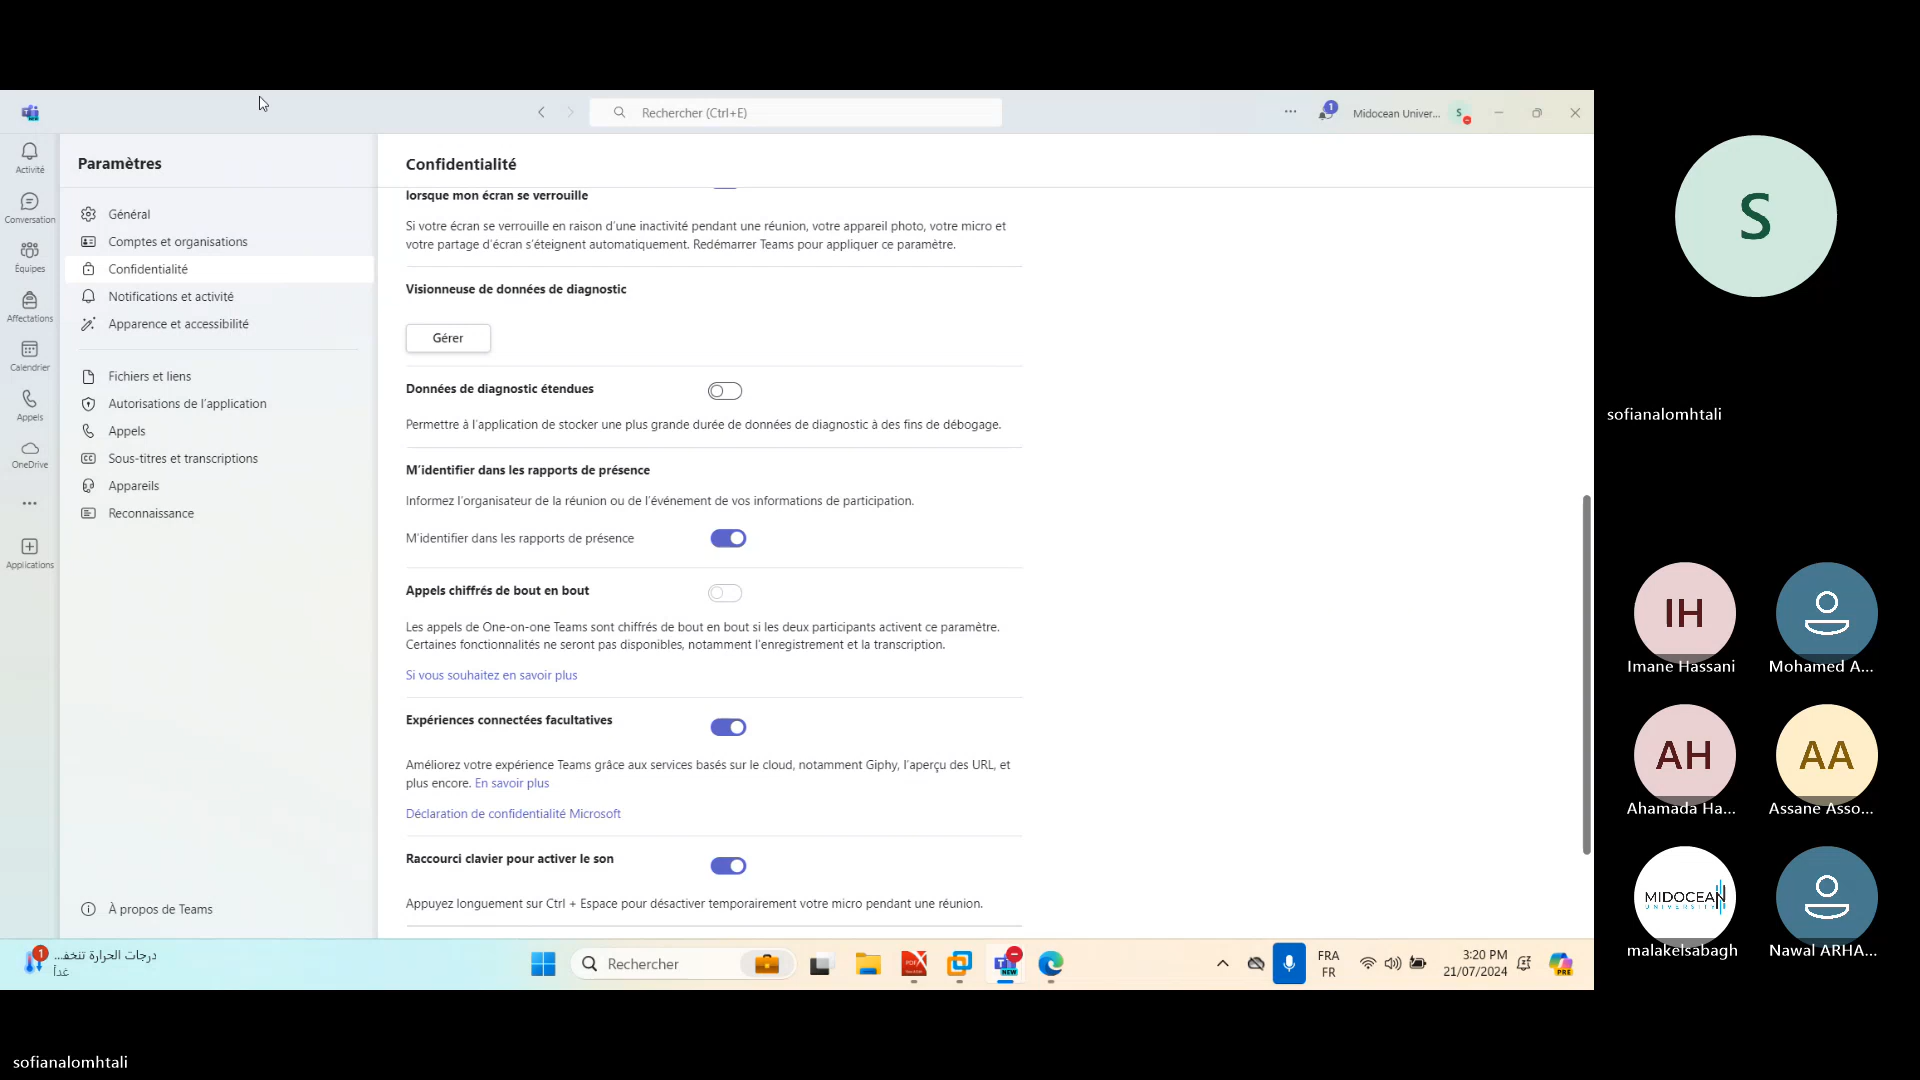 Rechercher (Ctrl+E)
1
Midocean Univer...
S
Activité
Conversation
Équipes
Affectations
Calendrier
Appels
OneDrive
Applications
Paramètres
Général
Comptes et organisations
Confidentialité
Notifications et activité
Apparence et accessibilité
Fichiers et liens
Autorisations de l’application
Appels
Sous-titres et transcriptions
Appareils
Reconnaissance
À propos de Teams
Confidentialité
lorsque mon écran se verrouille
Si votre écran se verrouille en raison d’une inactivité pendant une réunion, votre appareil photo, votre micro et
votre partage d’écran s’éteignent automatiquement. Redémarrer Teams pour appliquer ce paramètre.
Visionneuse de données de diagnostic
Gérer
Données de diagnostic étendues
Permettre à l’application de stocker une plus grande durée de données de diagnostic à des fins de débogage.
M’identifier dans les rapports de présence
Informez l’organisateur de la réunion ou de l’événement de vos informations de participation.
M’identifier dans les rapports de présence
Appels chiffrés de bout en bout
Les appels de One-on-one Teams sont chiffrés de bout en bout si les deux participants activent ce paramètre.
Certaines fonctionnalités ne seront pas disponibles, notamment l’enregistrement et la transcription.
Si vous souhaitez en savoir plus
Expériences connectées facultatives
Améliorez votre expérience Teams grâce aux services basés sur le cloud, notamment Giphy, l’aperçu des URL, et
plus encore. En savoir plus
Déclaration de confidentialité Microsoft
Raccourci clavier pour activer le son
Appuyez longuement sur Ctrl + Espace pour désactiver temporairement votre micro pendant une réunion.
1
درجات الحرارة تنخف...
غداً
Rechercher
PDF
NEW
FRA
FR
3:20 PM
21/07/2024
PRE
S
sofianalomhtali
IH
Imane Hassani
Mohamed A...
AH
Ahamada Ha...
AA
Assane Asso...
MIDOCEAN
UNIVERSITY
malakelsabagh
Nawal ARHA...
sofianalomhtali